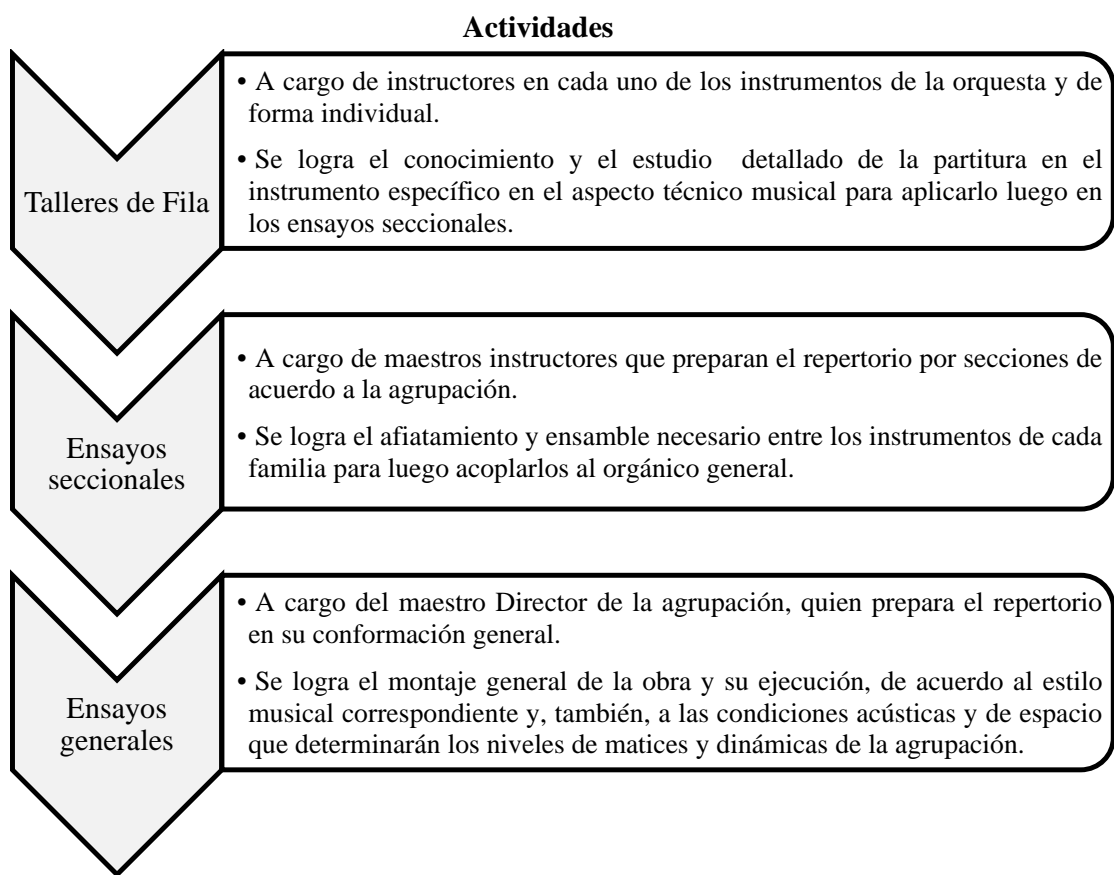 Actividades
Talleres de Fila
• A cargo de instructores en cada uno de los instrumentos de la orquesta y de
forma individual.
• Se logra el conocimiento y el estudio detallado de la partitura en el
instrumento específico en el aspecto técnico musical para aplicarlo luego en
los ensayos seccionales.
Ensayos
seccionales
• A cargo de maestros instructores que preparan el repertorio por secciones de
acuerdo a la agrupación.
• Se logra el afiatamiento y ensamble necesario entre los instrumentos de cada
familia para luego acoplarlos al orgánico general.
Ensayos
generales
• A cargo del maestro Director de la agrupación, quien prepara el repertorio
en su conformación general.
• Se logra el montaje general de la obra y su ejecución, de acuerdo al estilo
musical correspondiente y, también, a las condiciones acústicas y de espacio
que determinarán los niveles de matices y dinámicas de la agrupación.